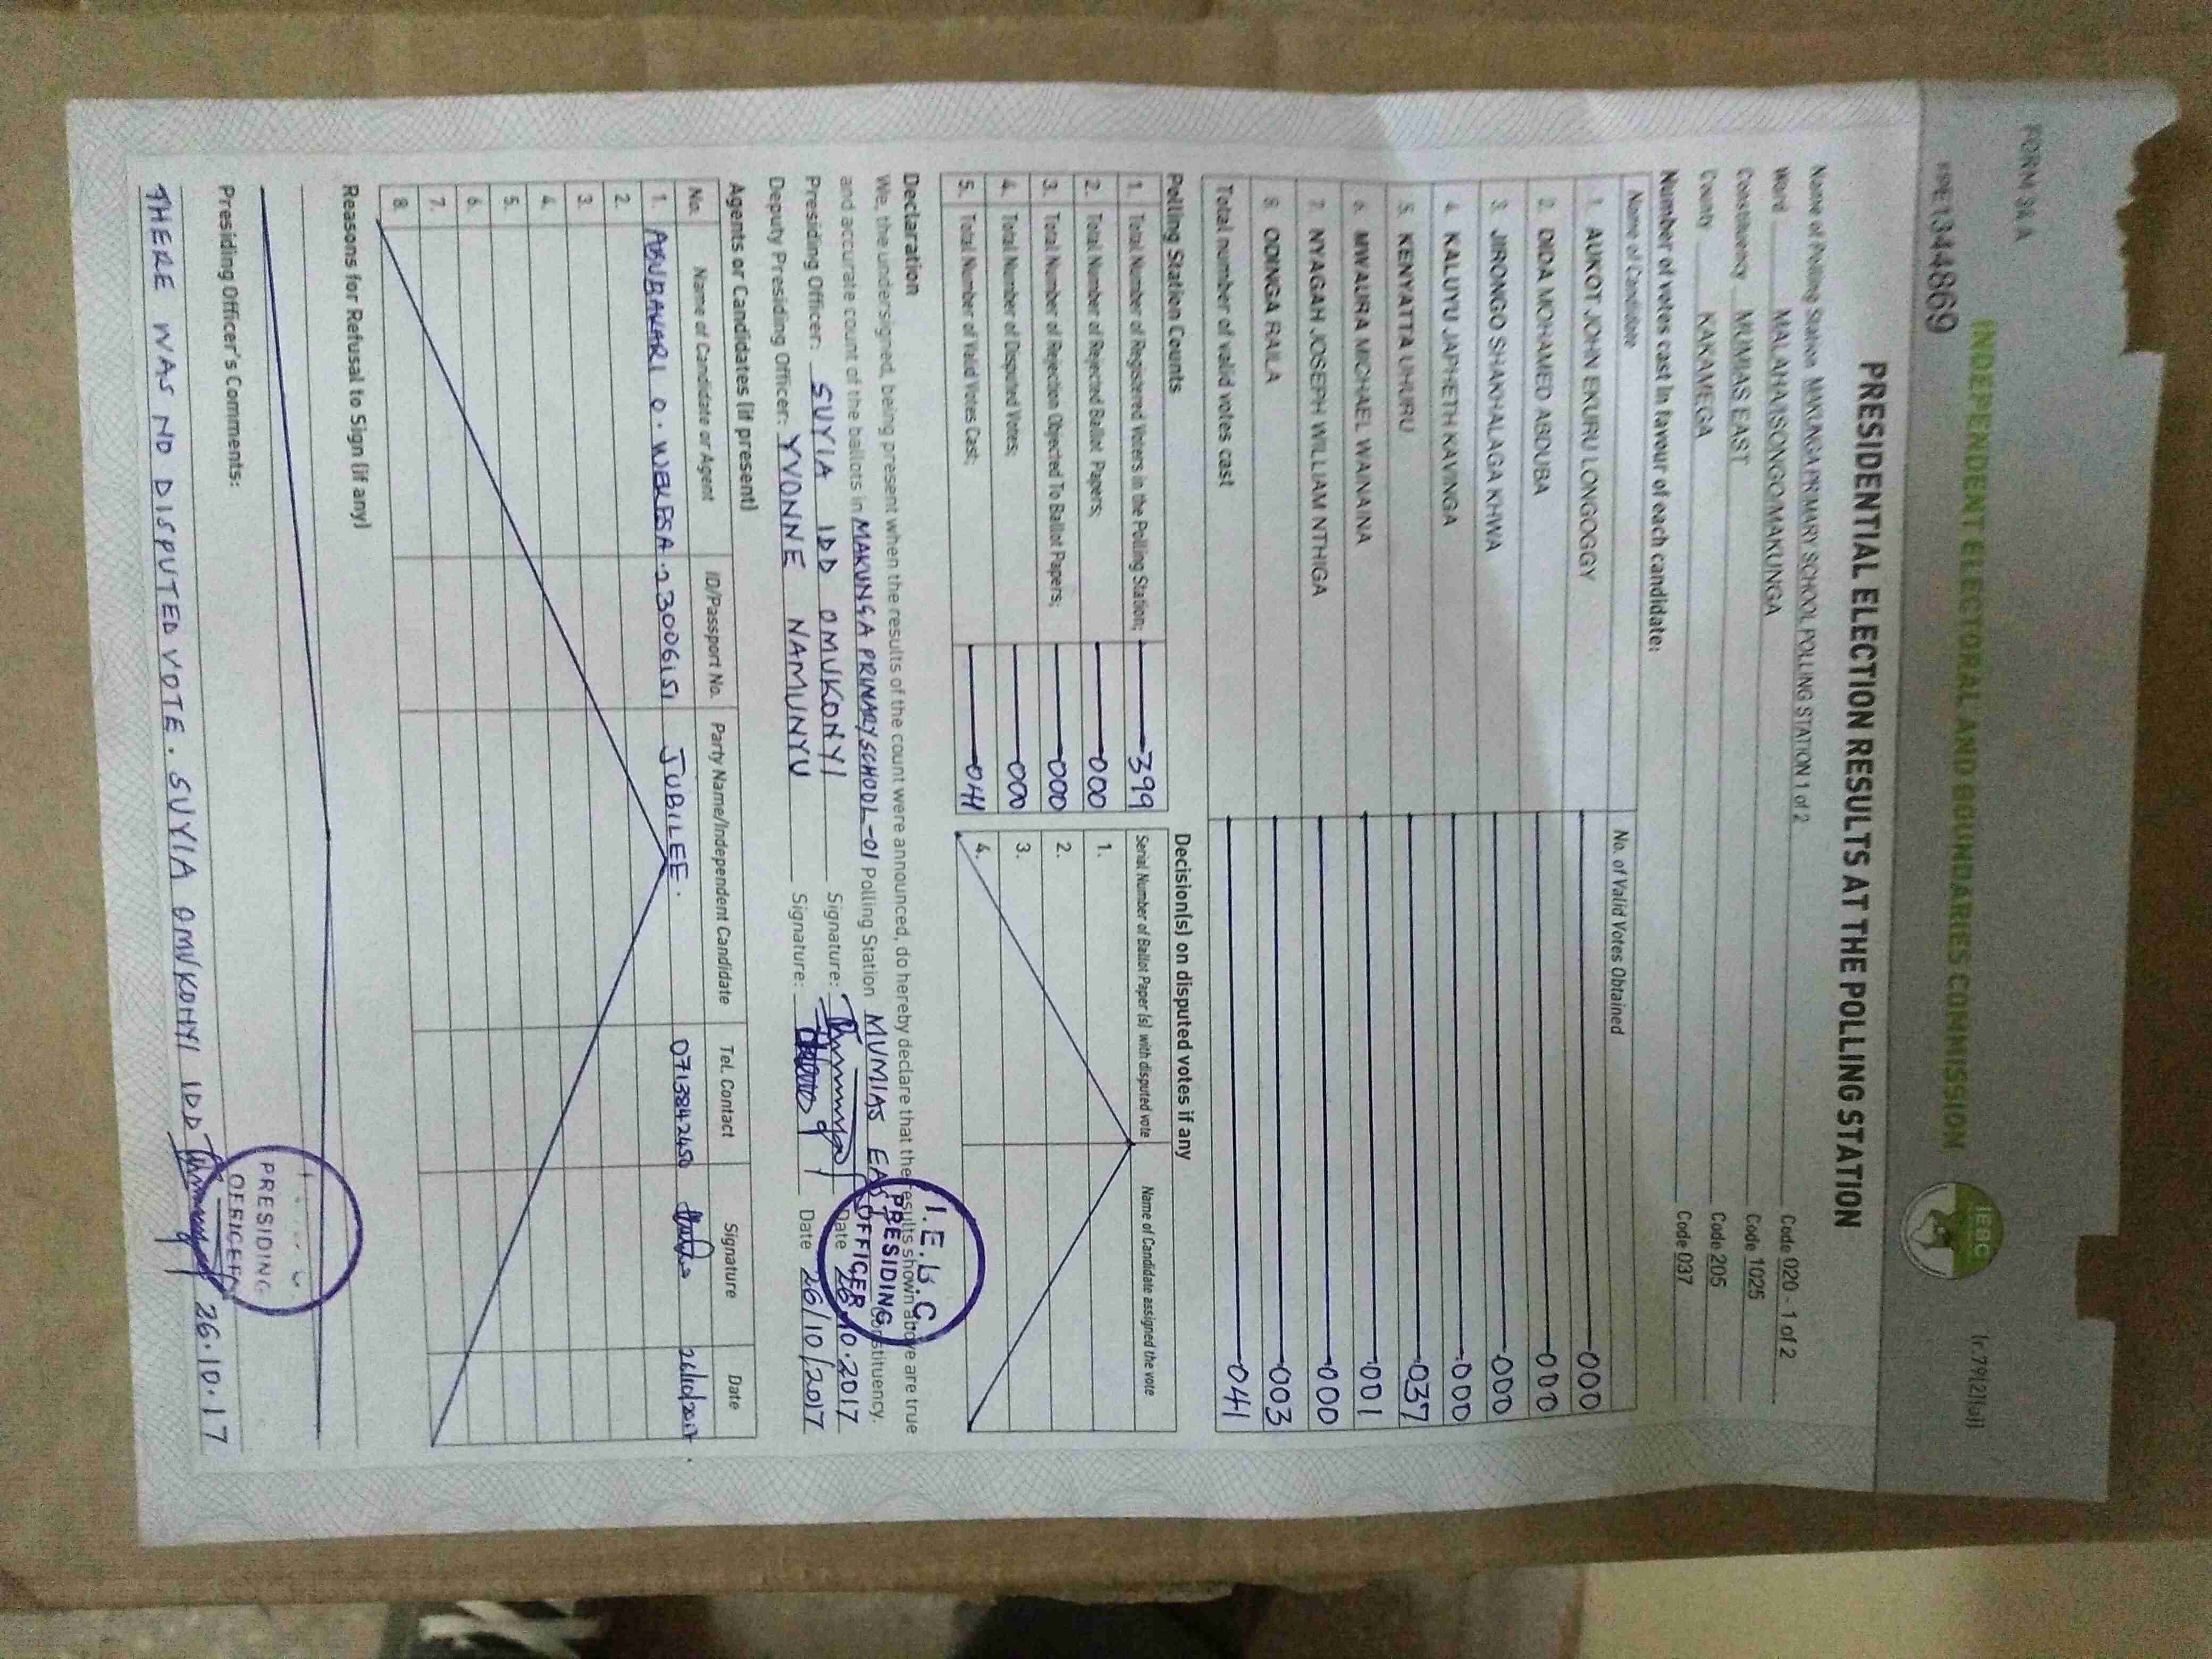 FORM 34 A
(r.79(2)(a))
INDEPENDENT ELECTORAL AND BOUNDARIES COMMISSION
IEBC
PRE1344869
PRESIDENTIAL ELECTION RESULTS AT THE POLLING STATION
Name of Polling Station MAKUNGA PRIMARY SCHOOL POLLING STATION 1 of 2 Code 020 - 1 of 2
Ward MALAHA/ISONGO/MAKUNGA Code 1025
Constituency MUMIAS EAST Code 205
County KAKAMEGA Code 037
Number of votes cast in favour of each candidate:
Name of Candidate No. of Valid Votes Obtained
1. AUKOT JOHN EKURU LONGOGGY 000
2. DIDA MOHAMED ABDUBA 000
3. JIRONGO SHAKHALAGA KHWA 000
4. KALUYU JAPHETH KAVINGA 000
5. KENYATTA UHURU 037
6. MWAURA MICHAEL WAINAINA 001
7. NYAGAH JOSEPH WILLIAM NTHIGA 000
8. ODINGA RAILA 003
Total number of valid votes cast 041
Polling Station Counts
1. Total Number of Registered Voters in the Polling Station; 399
2. Total Number of Rejected Ballot Papers; 000
3. Total Number of Rejection Objected To Ballot Papers; 000
4. Total Number of Disputed Votes; 000
5. Total Number of Valid Votes Cast; 041
Decision(s) on disputed votes if any
Serial Number of Ballot Paper (s) with disputed vote Name of Candidate assigned the vote
1.
2.
3.
4.
Declaration
We, the undersigned, being present when the results of the count were announced, do hereby declare that the results shown above are true
and accurate count of the ballots in MAKUNGA PRIMARY SCHOOL-01 Polling Station MUMIAS EAST Constituency.
Presiding Officer: SUYIA IDD OMUKONYI Signature: Date 26.10.2017
Deputy Presiding Officer: YVONNE NAMUNYU Signature: Date 26/10/2017
I.E.B.C
PRESIDING
OFFICER
Agents or Candidates (if present)
No. Name of Candidate or Agent ID/Passport No. Party Name/Independent Candidate Tel. Contact Signature Date
1. ABUBAKARI O. WEKESA. 23006151 JUBILEE. 0713842450 26/10/2017.
2.
3.
4.
5.
6.
7.
8.
Reasons for Refusal to Sign (if any)
Presiding Officer's Comments:
THERE WAS NO DISPUTED VOTE. SUYIA OMUKONYI IDD 26.10.17
PRESIDING
OFFICER